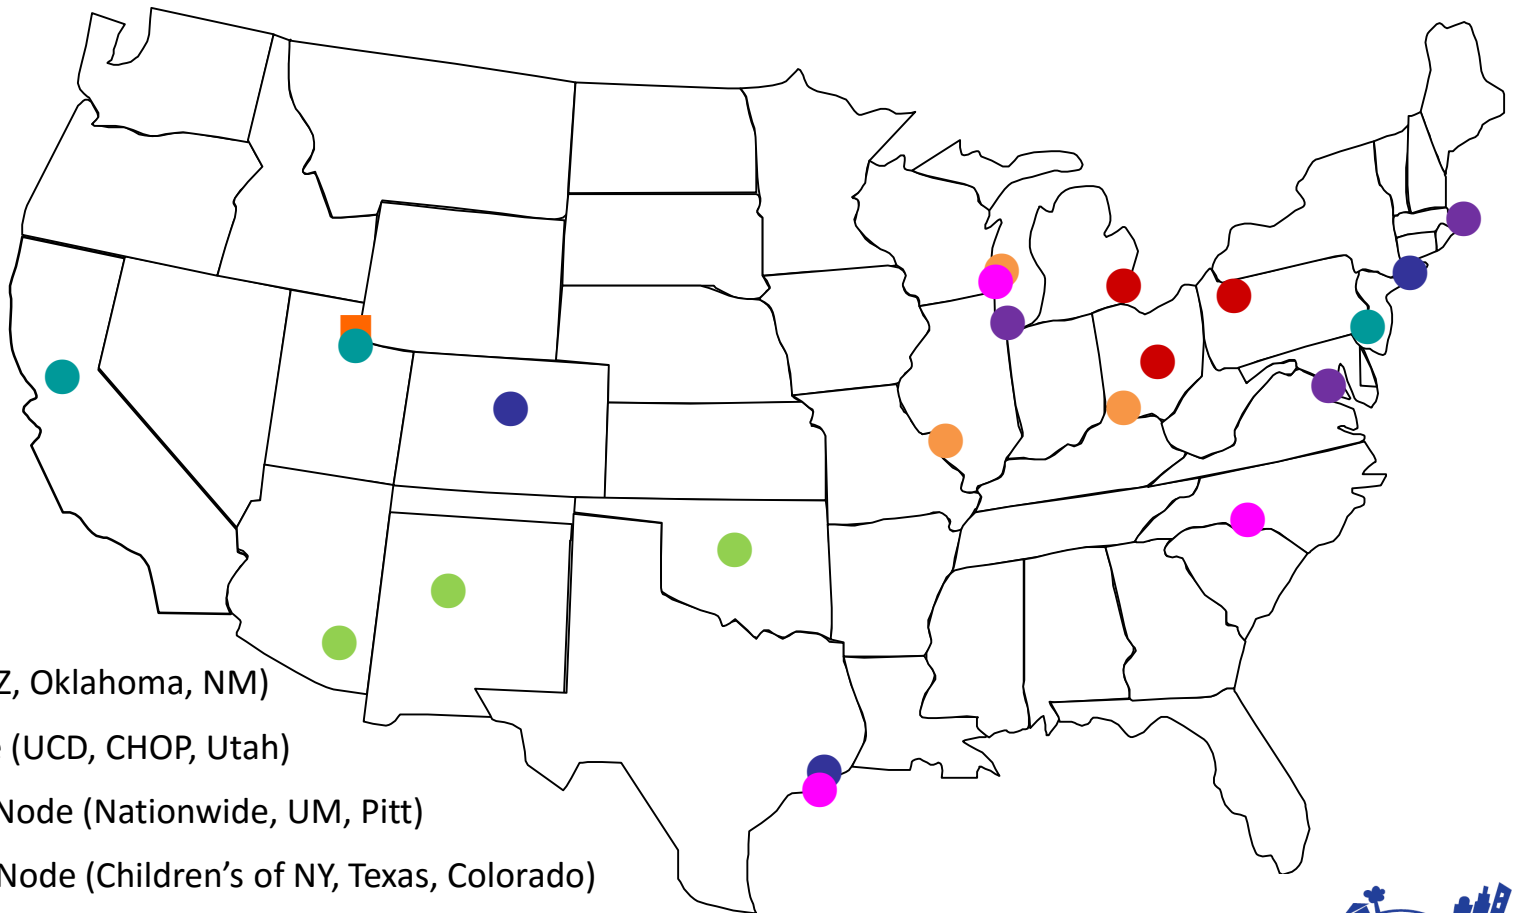 Z, Oklahoma, NM)
(UCD, CHOP, Utah)
Node (Nationwide, UM, Pitt)
Node (Children’s of NY, Texas, Colorado)